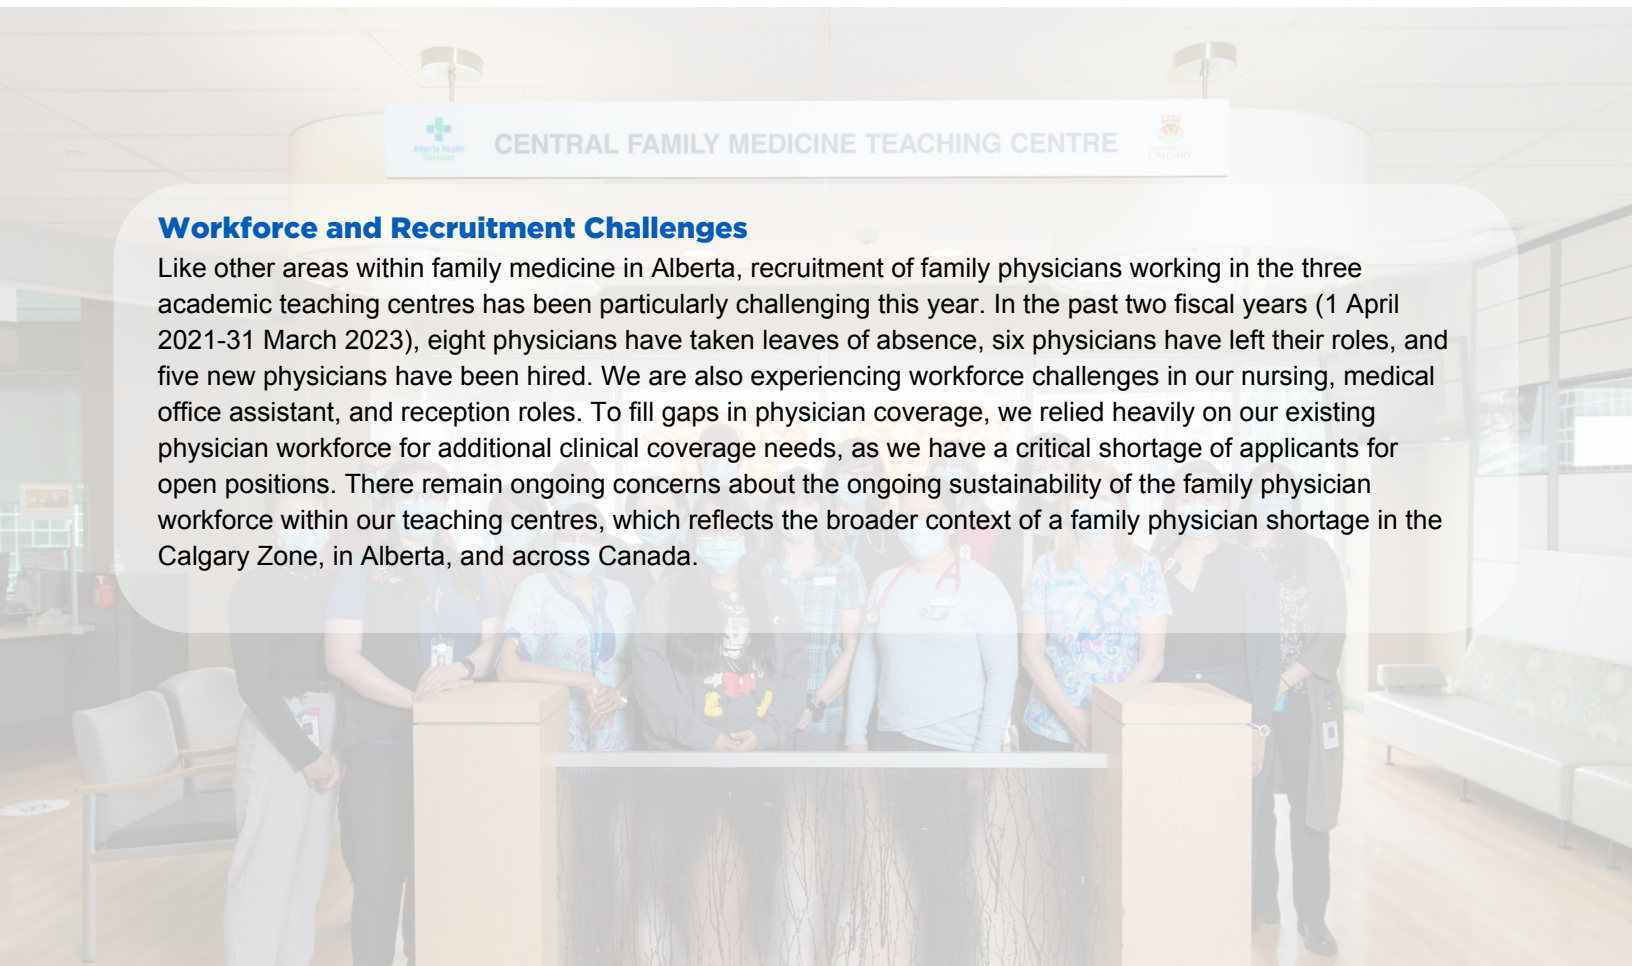 Alberta Health
Services
CENTRAL FAMILY MEDICINE TEACHING CENTRE
CALGARY
Workforce and Recruitment Challenges
Like other areas within family medicine in Alberta, recruitment of family physicians working in the three
academic teaching centres has been particularly challenging this year. In the past two fiscal years (1 April
2021-31 March 2023), eight physicians have taken leaves of absence, six physicians have left their roles, and
five new physicians have been hired. We are also experiencing workforce challenges in our nursing, medical
office assistant, and reception roles. To fill gaps in physician coverage, we relied heavily on our existing
physician workforce for additional clinical coverage needs, as we have a critical shortage of applicants for
open positions. There remain ongoing concerns about the ongoing sustainability of the family physician
workforce within our teaching centres, which reflects the broader context of a family physician shortage in the
Calgary Zone, in Alberta, and across Canada.